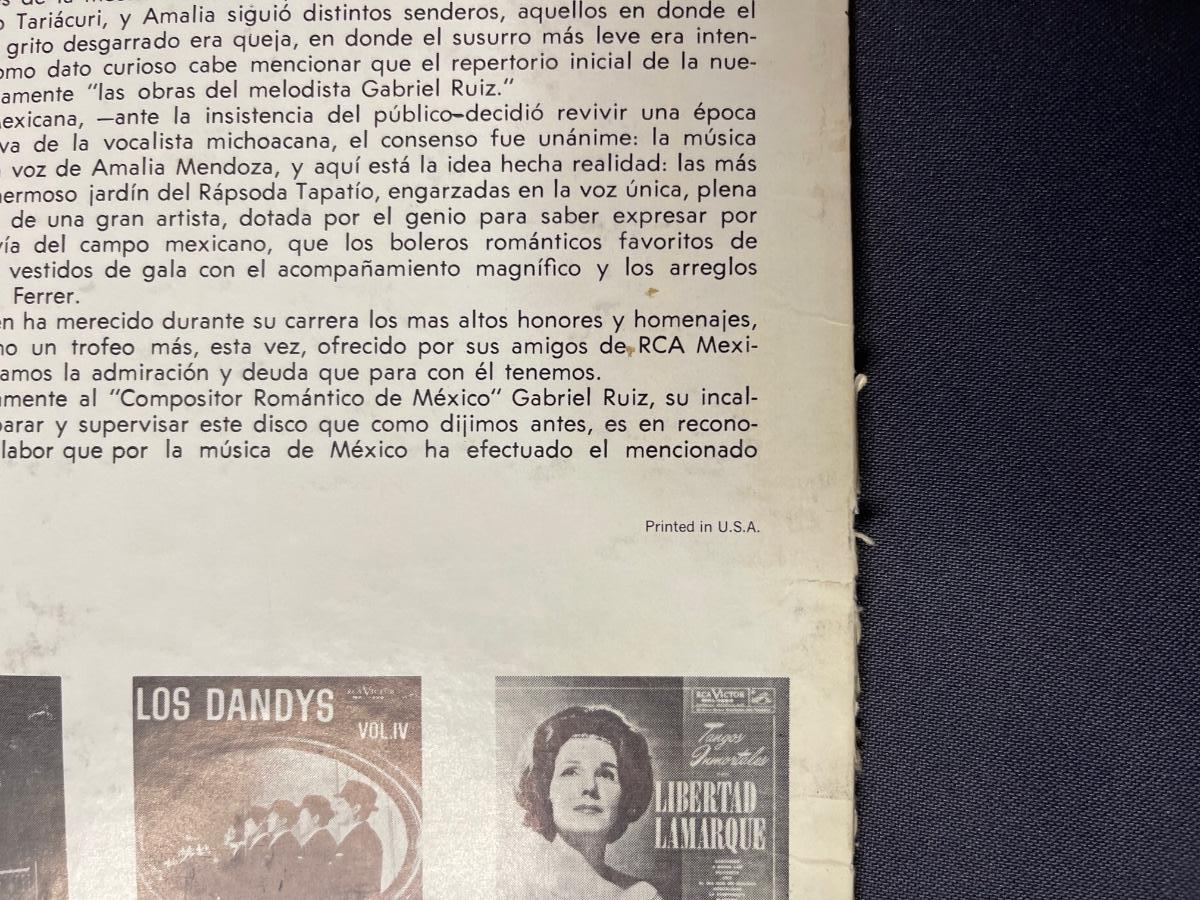 Tariácuri, y Amalia siguió distintos senderos, aquellos en donde el
grito desgarrado era queja, en donde el susurro más leve era inten-
omo dato curioso cabe mencionar que el repertorio inicial de la nue-
amente "las obras del melodista Gabriel Ruiz."
exicana, —ante la insistencia del público—decidió revivir una época
va de la vocalista michoacana, el consenso fue unánime: la música
voz de Amalia Mendoza, y aquí está la idea hecha realidad: las más
hermoso jardín del Rápsoda Tapatío, engarzadas en la voz única, plena
de una gran artista, dotada por el genio para saber expresar por
vía del campo mexicano, que los boleros románticos favoritos de
vestidos de gala con el acompañamiento magnífico y los arreglos
Ferrer.
en ha merecido durante su carrera los mas altos honores y homenajes,
no un trofeo más, esta vez, ofrecido por sus amigos de RCA Mexi-
amos la admiración y deuda que para con él tenemos.
amente al "Compositor Romántico de México" Gabriel Ruiz, su incal-
parar y supervisar este disco que como dijimos antes, es en recono-
labor que por la música de México ha efectuado el mencionado
Printed in U.S.A.
LOS DANDYS
RCA VICTOR
VOL.IV
RCA VICTOR
Tangos
Inmortales
LIBERTAD
LAMARQUE